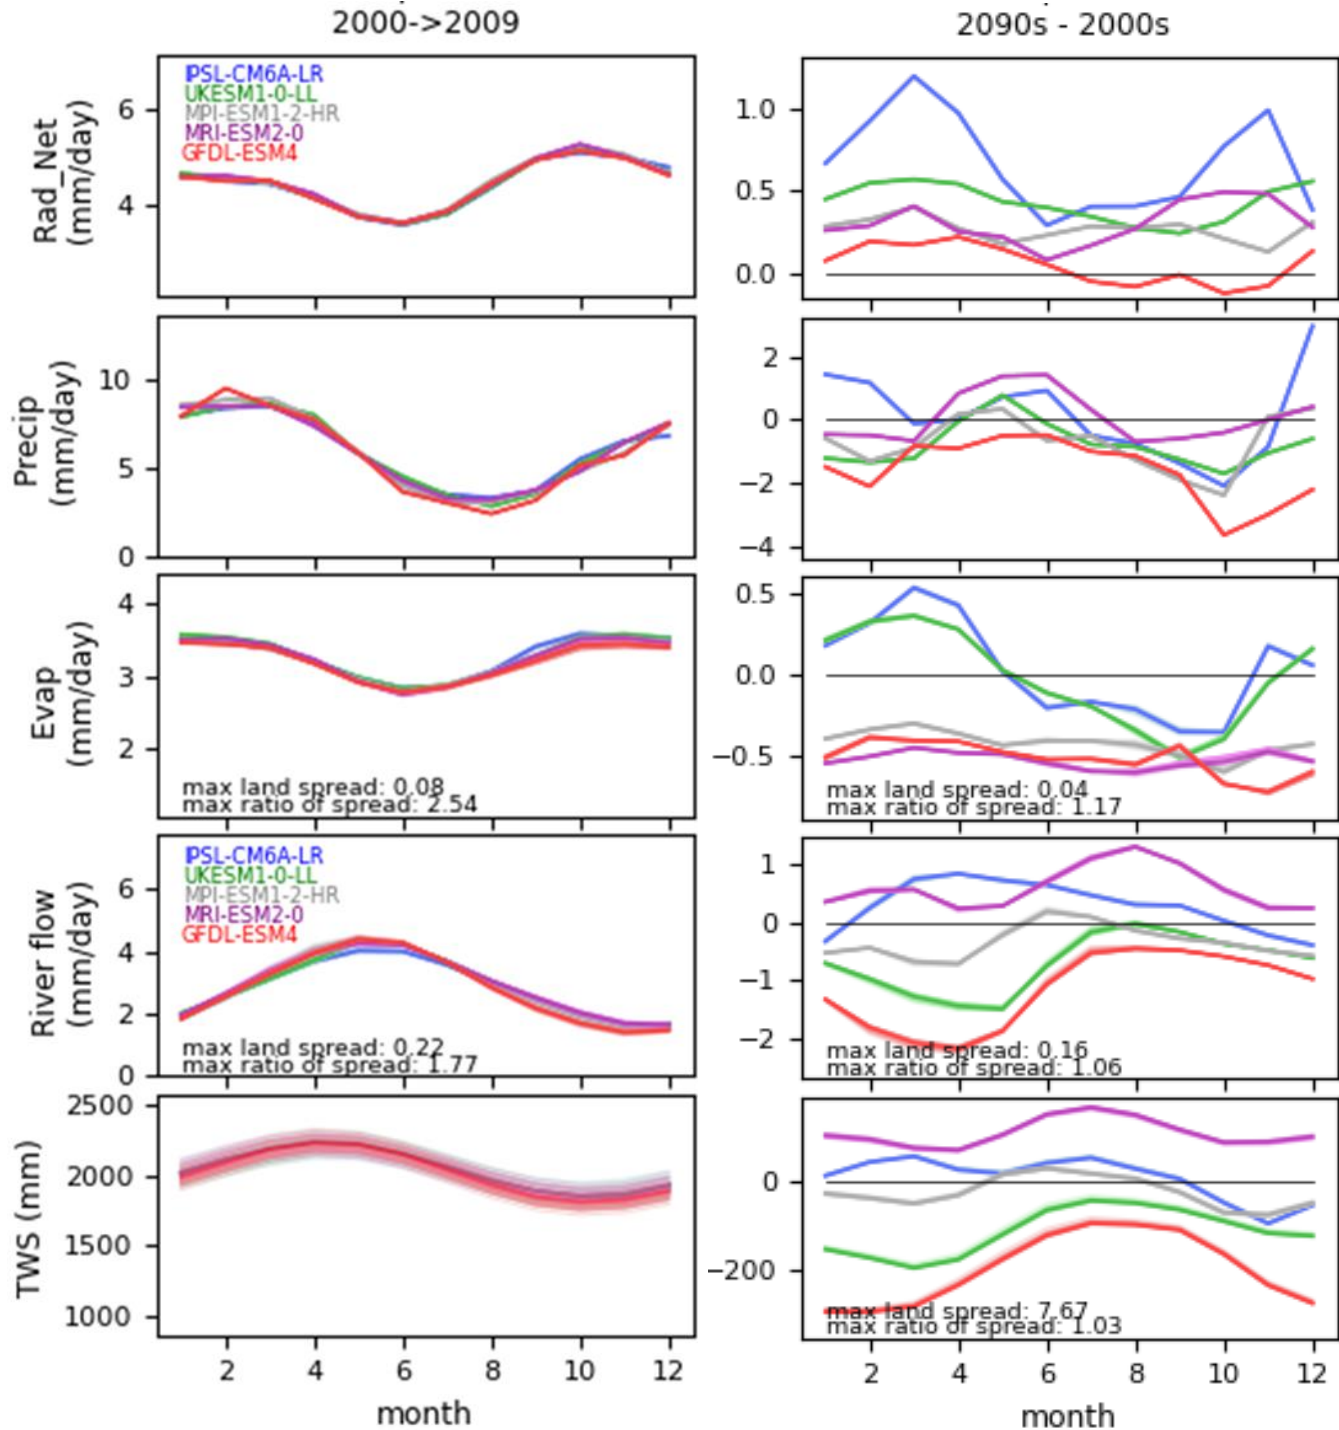 2000->2009
2090s - 2000s
Rad_Net
(mm/day)
6
4
IPSL-CM6A-LR
UKESM1-0-LL
MPI-ESM1-2-HR
MRI-ESM2-0
GFDL-ESM4
1.0
0.5
0.0
Precip
(mm/day)
10
5
0
2
0
−2
−4
Evap
(mm/day)
4
3
2
max land spread: 0.08
max ratio of spread: 2.54
0.5
0.0
−0.5
max land spread: 0.04
max ratio of spread: 1.17
River flow
(mm/day)
6
4
2
0
IPSL-CM6A-LR
UKESM1-0-LL
MPI-ESM1-2-HR
MRI-ESM2-0
GFDL-ESM4
max land spread: 0.22
max ratio of spread: 1.77
1
0
−1
−2
max land spread: 0.16
max ratio of spread: 1.06
TWS (mm)
2500
2000
1500
1000
0
−200
max land spread: 7.67
max ratio of spread: 1.03
2 4 6 8 10 12
month
2 4 6 8 10 12
month